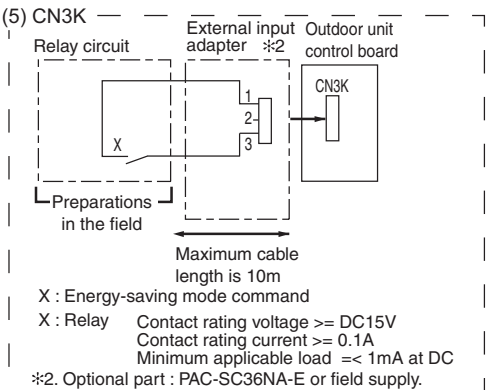 (5) CN3K
External input
adapter ※2
Outdoor unit
control board
Relay circuit
CN3K
1
2
3
X
Preparations
in the field
Maximum cable
length is 10m
X : Energy-saving mode command
X : Relay Contact rating voltage >= DC15V
Contact rating current >= 0.1A
Minimum applicable load =< 1mA at DC
※2. Optional part : PAC-SC36NA-E or field supply.